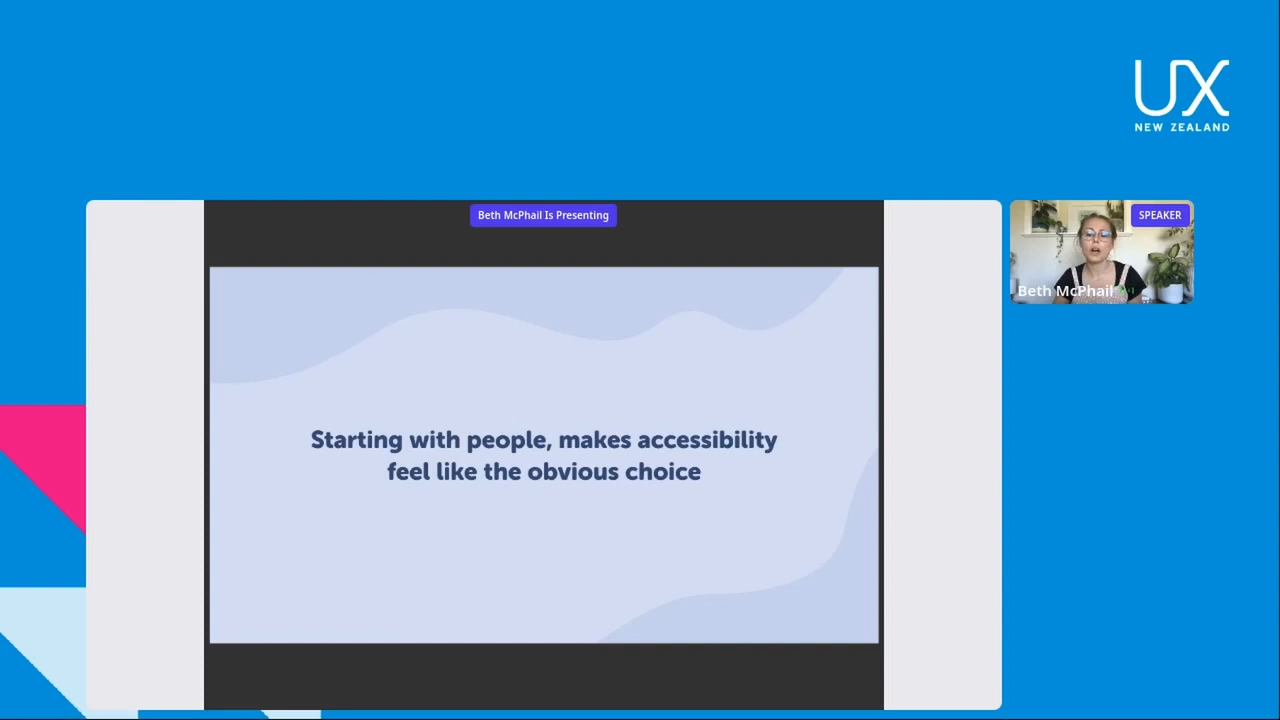 UX
NEW ZEALAND
Beth McPhail Is Presenting
SPEAKER
Beth McPhail
Starting with people, makes accessibility
feel like the obvious choice